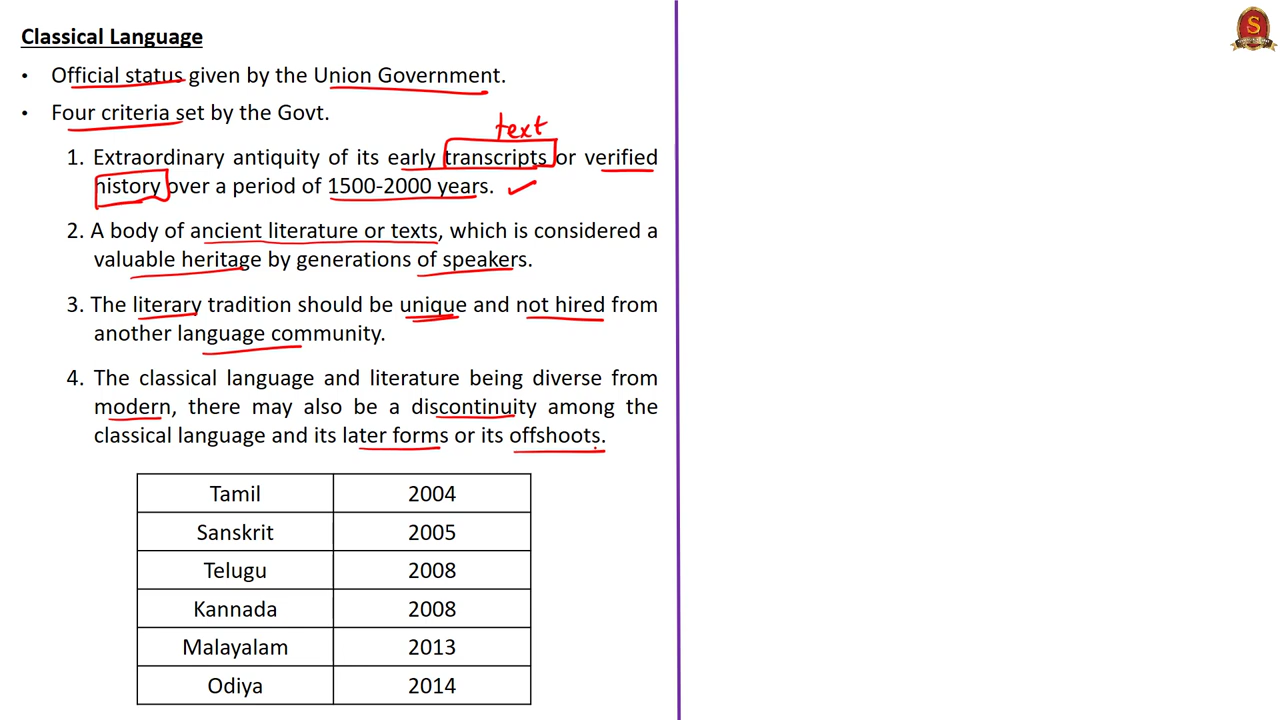 Classical Language
• Official status given by the Union Government.
• Four criteria set by the Govt.
text
1. Extraordinary antiquity of its early transcripts or verified
history over a period of 1500-2000 years.
2. A body of ancient literature or texts, which is considered a
valuable heritage by generations of speakers.
3. The literary tradition should be unique and not hired from
another language community.
4. The classical language and literature being diverse from
modern, there may also be a discontinuity among the
classical language and its later forms or its offshoots.
Tamil 2004
Sanskrit 2005
Telugu 2008
Kannada 2008
Malayalam 2013
Odiya 2014
S